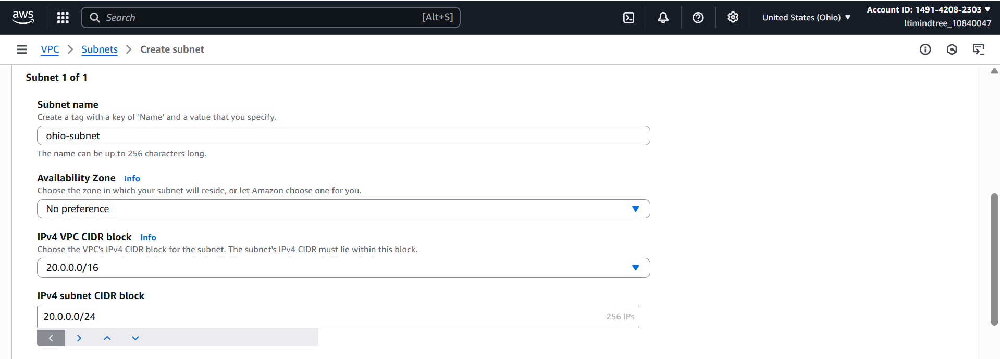 aws
Search [Alt+S]
United States (Ohio)
Account ID: 1491-4208-2303
ltimindtree_10840047
VPC > Subnets > Create subnet
Subnet 1 of 1
Subnet name
Create a tag with a key of 'Name' and a value that you specify.
ohio-subnet
The name can be up to 256 characters long.
Availability Zone Info
Choose the zone in which your subnet will reside, or let Amazon choose one for you.
No preference
IPv4 VPC CIDR block Info
Choose the VPC's IPv4 CIDR block for the subnet. The subnet's IPv4 CIDR must lie within this block.
20.0.0.0/16
IPv4 subnet CIDR block
20.0.0.0/24 256 IPs